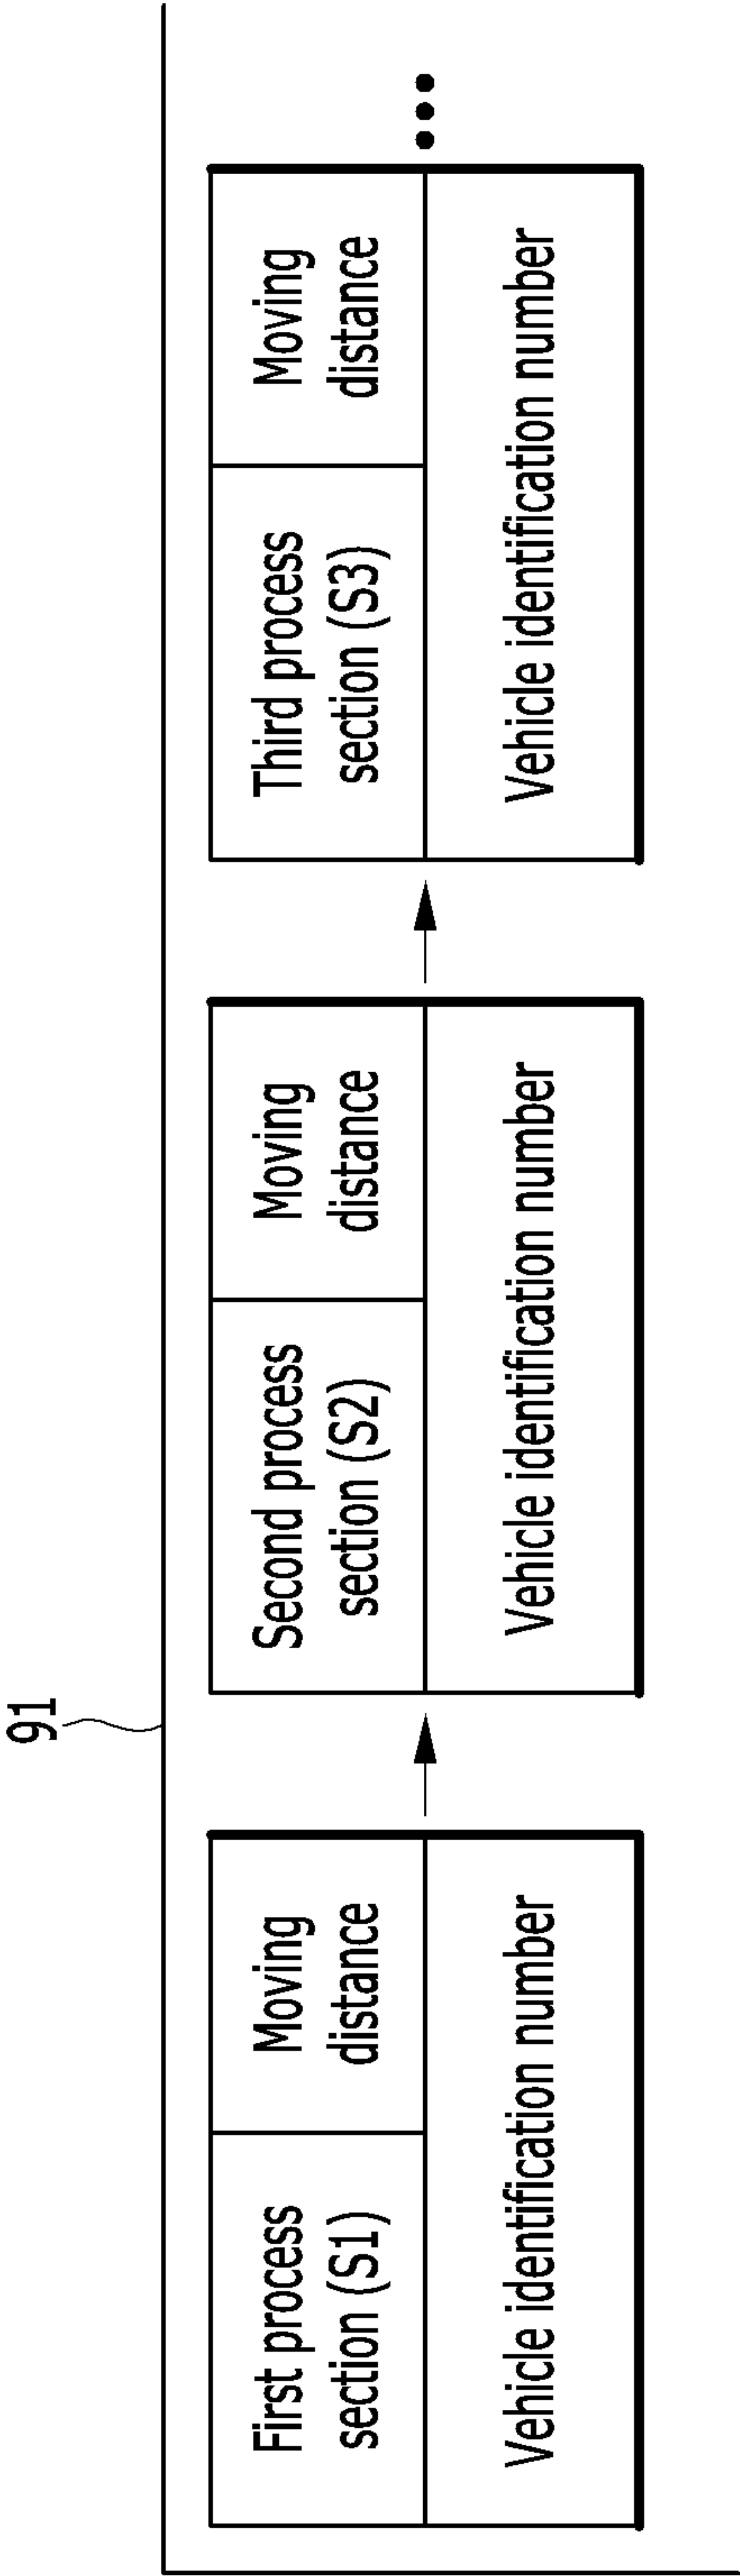 91
First process
section (S1)
Moving
distance
Vehicle identification number
Second process
section (S2)
Moving
distance
Vehicle identification number
Third process
section (S3)
Moving
distance
Vehicle identification number